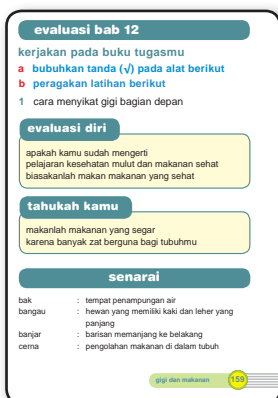 evaluasi bab 12
kerjakan pada buku tugasmu
a bubuhkan tanda (√) pada alat berikut
b peragakan latihan berikut
1 cara menyikat gigi bagian depan
evaluasi diri
apakah kamu sudah mengerti
pelajaran kesehatan mulut dan makanan sehat
biasakanlah makan makanan yang sehat
tahukah kamu
makanlah makanan yang segar
karena banyak zat berguna bagi tubuhmu
senarai
bak : tempat penampungan air
bangau : hewan yang memiliki kaki dan leher yang
panjang
banjar : barisan memanjang ke belakang
cerna : pengolahan makanan di dalam tubuh
gigi dan makanan 159